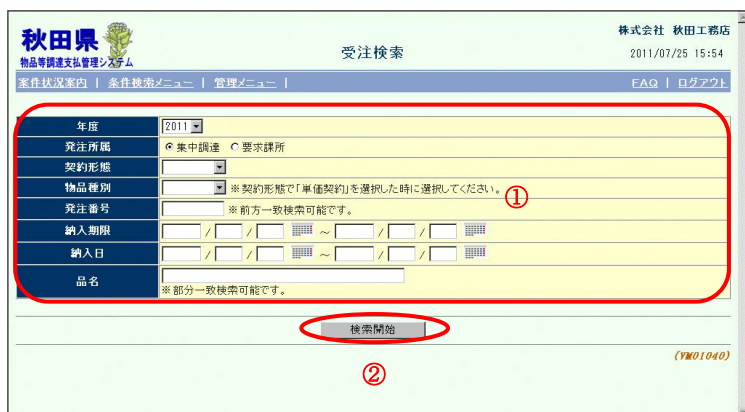 秋田県
物品等調達支払管理システム
受注検索
株式会社 秋田工務店
2011/07/25 15:54
案件状況案内 | 条件検索メニュー | 管理メニュー |
FAQ | ログアウト
年度 2011
発注所属 集中調達 要求課所
契約形態
物品種別 ※契約形態で「単価契約」を選択した時に選択してください。
①
発注番号 ※前方一致検索可能です。
納入期限 / / ～ / /
納入日 / / ～ / /
品名
※部分一致検索可能です。
検索開始
②
(YM01040)